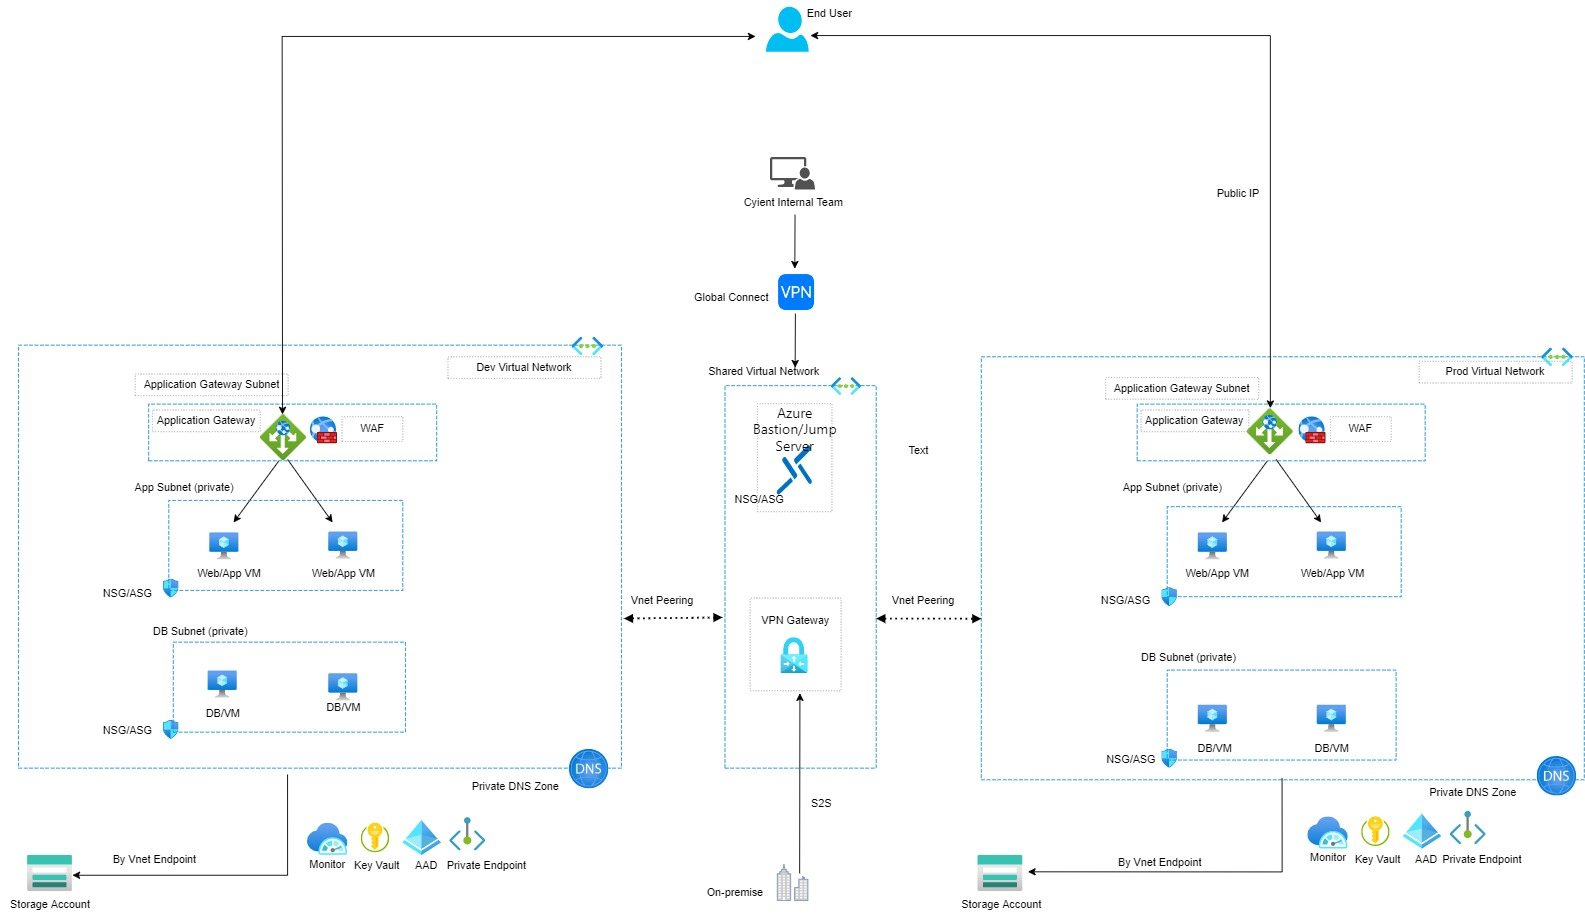 End User
Public IP
Cyient Internal Team
Global Connect
VPN
Shared Virtual Network
Dev Virtual Network
Application Gateway Subnet
Application Gateway
WAF
App Subnet (private)
Web/App VM
Web/App VM
NSG/ASG
DB Subnet (private)
DB/VM
DB/VM
NSG/ASG
DNS
Private DNS Zone
Monitor
Key Vault
AAD
Private Endpoint
By Vnet Endpoint
Storage Account
Vnet Peering
Azure
Bastion/Jump
Server
NSG/ASG
VPN Gateway
S2S
On-premise
Text
Vnet Peering
Prod Virtual Network
Application Gateway Subnet
Application Gateway
WAF
App Subnet (private)
Web/App VM
Web/App VM
NSG/ASG
DB Subnet (private)
DB/VM
DB/VM
NSG/ASG
DNS
Private DNS Zone
Monitor
Key Vault
AAD
Private Endpoint
By Vnet Endpoint
Storage Account